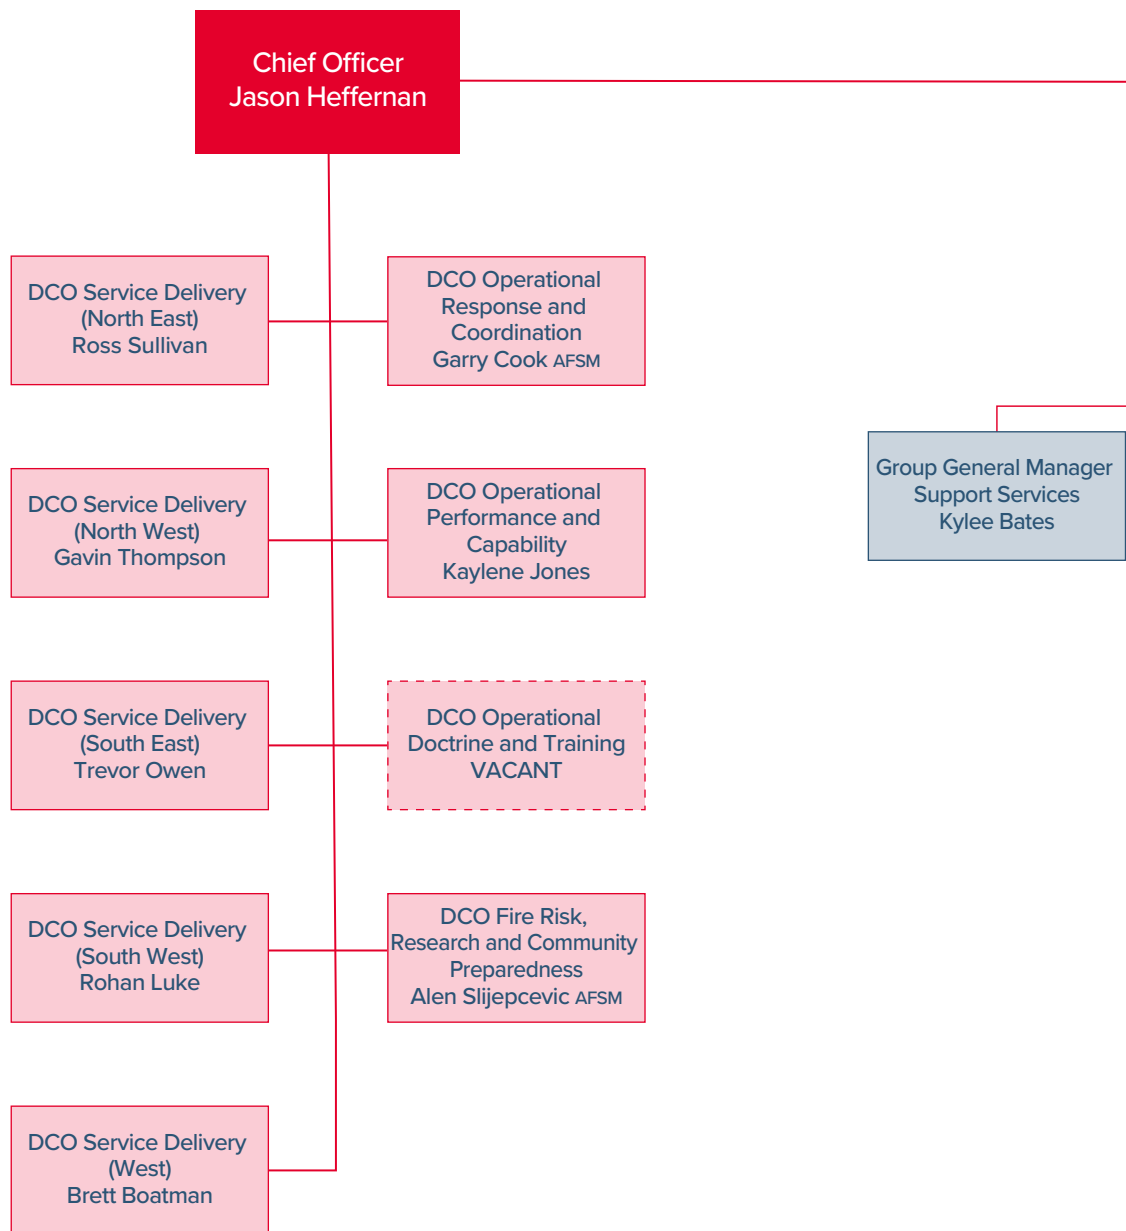 Chief Officer
Jason Heffernan
DCO Service Delivery
(North East)
Ross Sullivan
DCO Operational
Response and
Coordination
Garry Cook AFSM
Group General Manager
Support Services
Kylee Bates
DCO Service Delivery
(North West)
Gavin Thompson
DCO Operational
Performance and
Capability
Kaylene Jones
DCO Service Delivery
(South East)
Trevor Owen
DCO Operational
Doctrine and Training
VACANT
DCO Service Delivery
(South West)
Rohan Luke
DCO Fire Risk,
Research and Community
Preparedness
Alen Slijepcevic AFSM
DCO Service Delivery
(West)
Brett Boatman